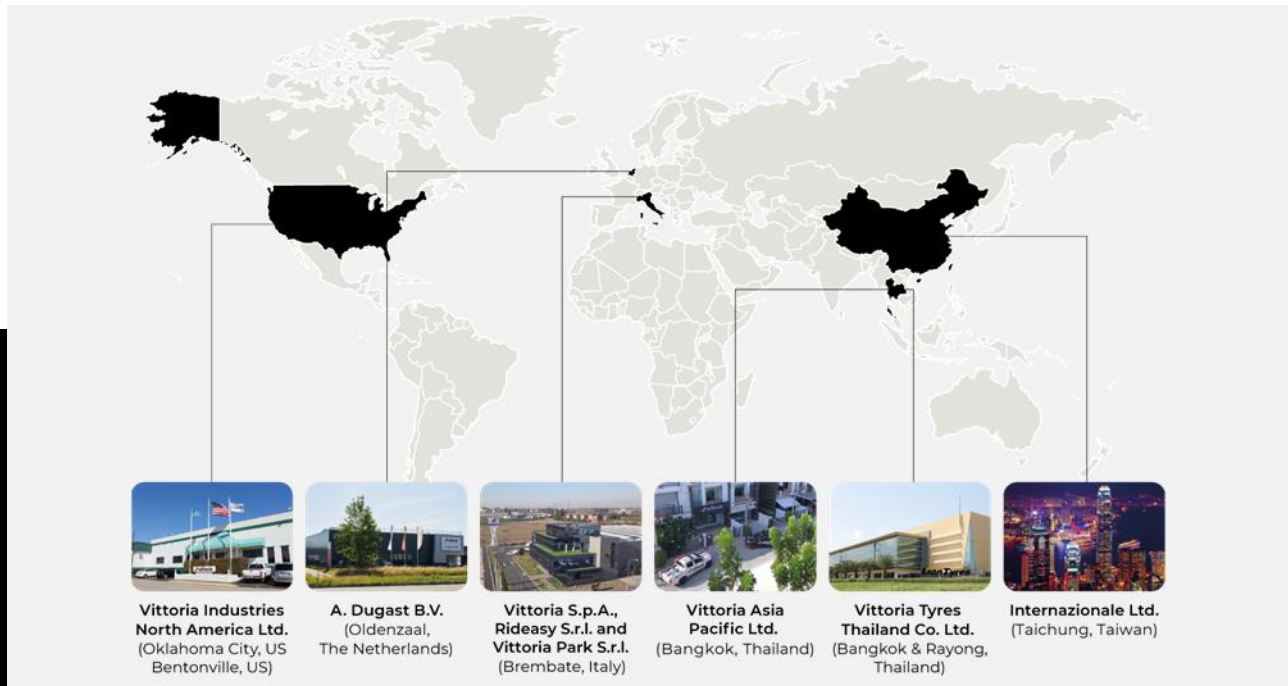 Vittoria Industries
North America Ltd.
(Oklahoma City, US
Bentonville, US)
A. Dugast B.V.
(Oldenzaal,
The Netherlands)
Vittoria S.p.A.,
Rideasy S.r.l. and
Vittoria Park S.r.l.
(Brembate, Italy)
Vittoria Asia
Pacific Ltd.
(Bangkok, Thailand)
LionTyres
Vittoria Tyres
Thailand Co. Ltd.
(Bangkok & Rayong,
Thailand)
Internazionale Ltd.
(Taichung, Taiwan)